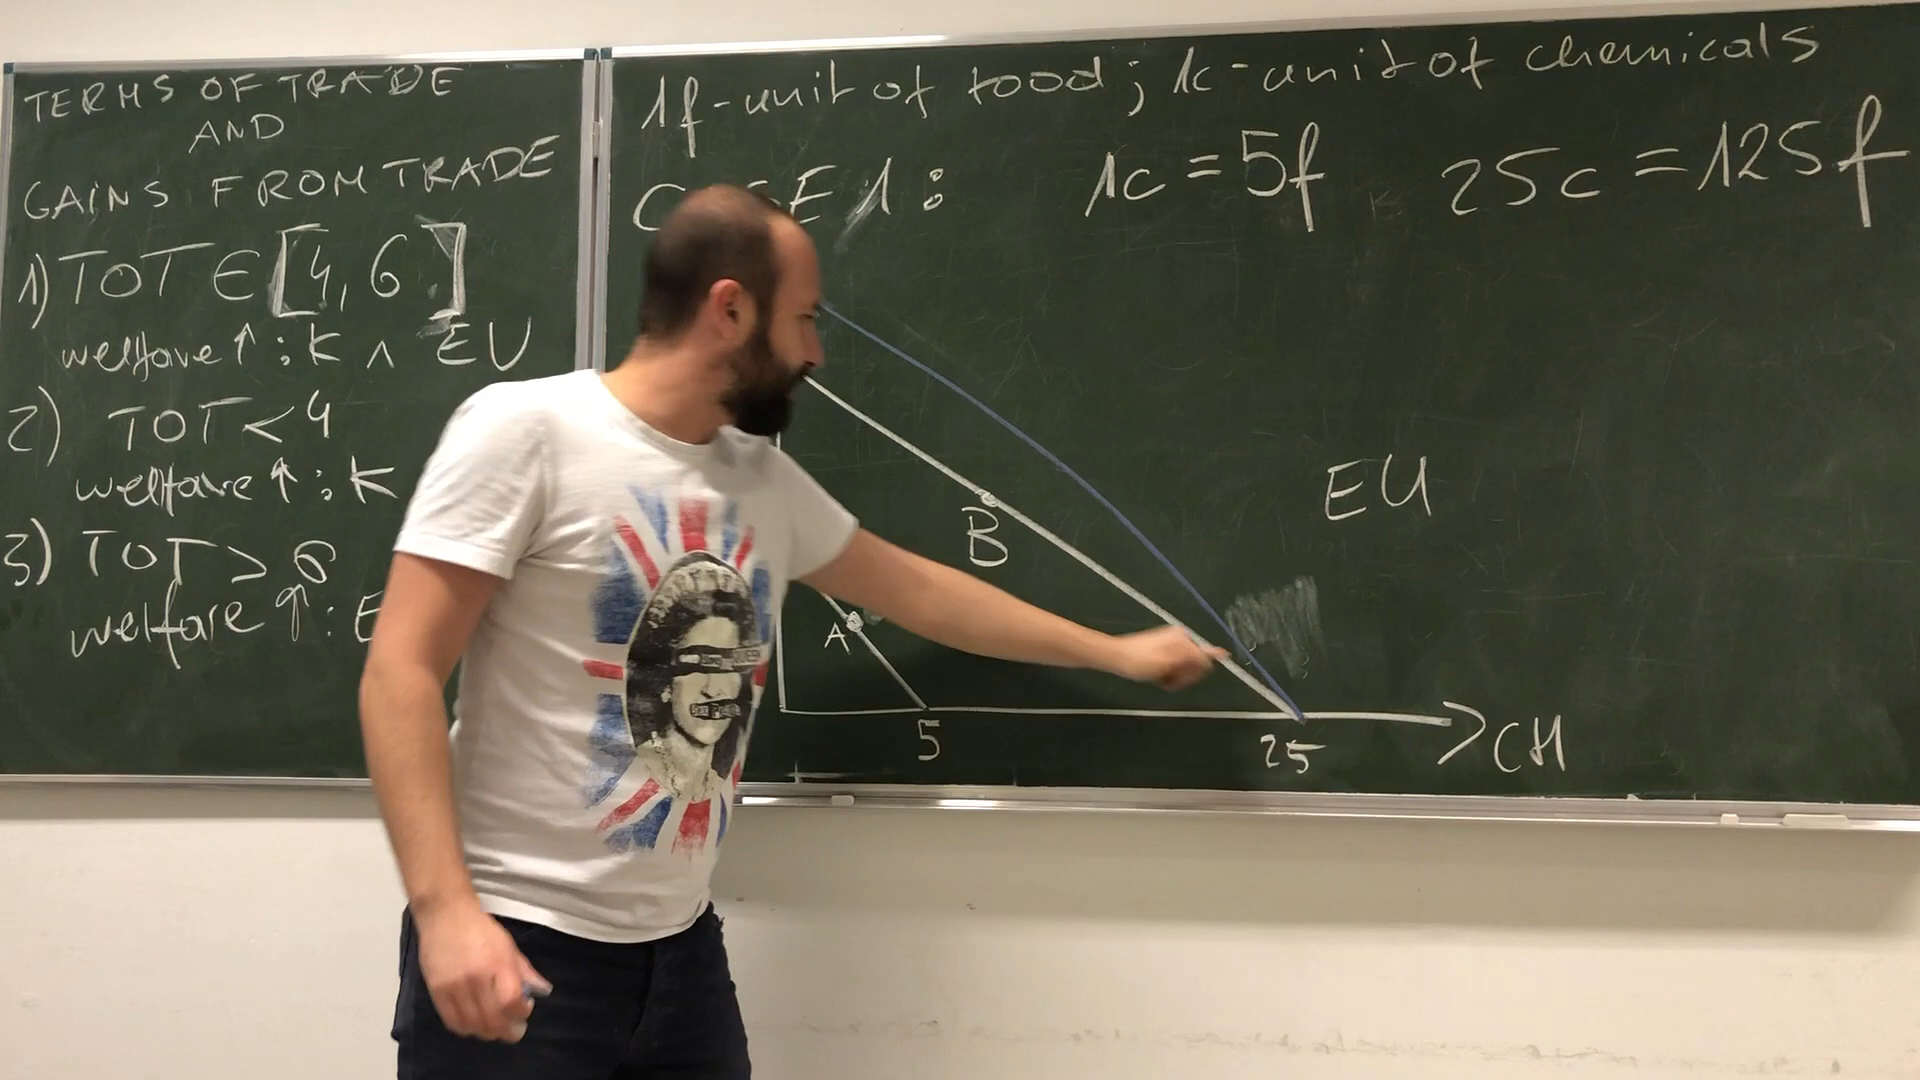 TERMS OF TRADE
AND
GAINS FROM TRADE
1) TOT ∈ [4, 6]
welfare ↑ : K ∧ EU
2) TOT < 4
welfare ↑ : K
3) TOT > 6
welfare ↑ : E
1f - unit of food ; 1c - unit of chemicals
1 : 1c = 5f 25c = 125f
EU
B
A
5
25
CH